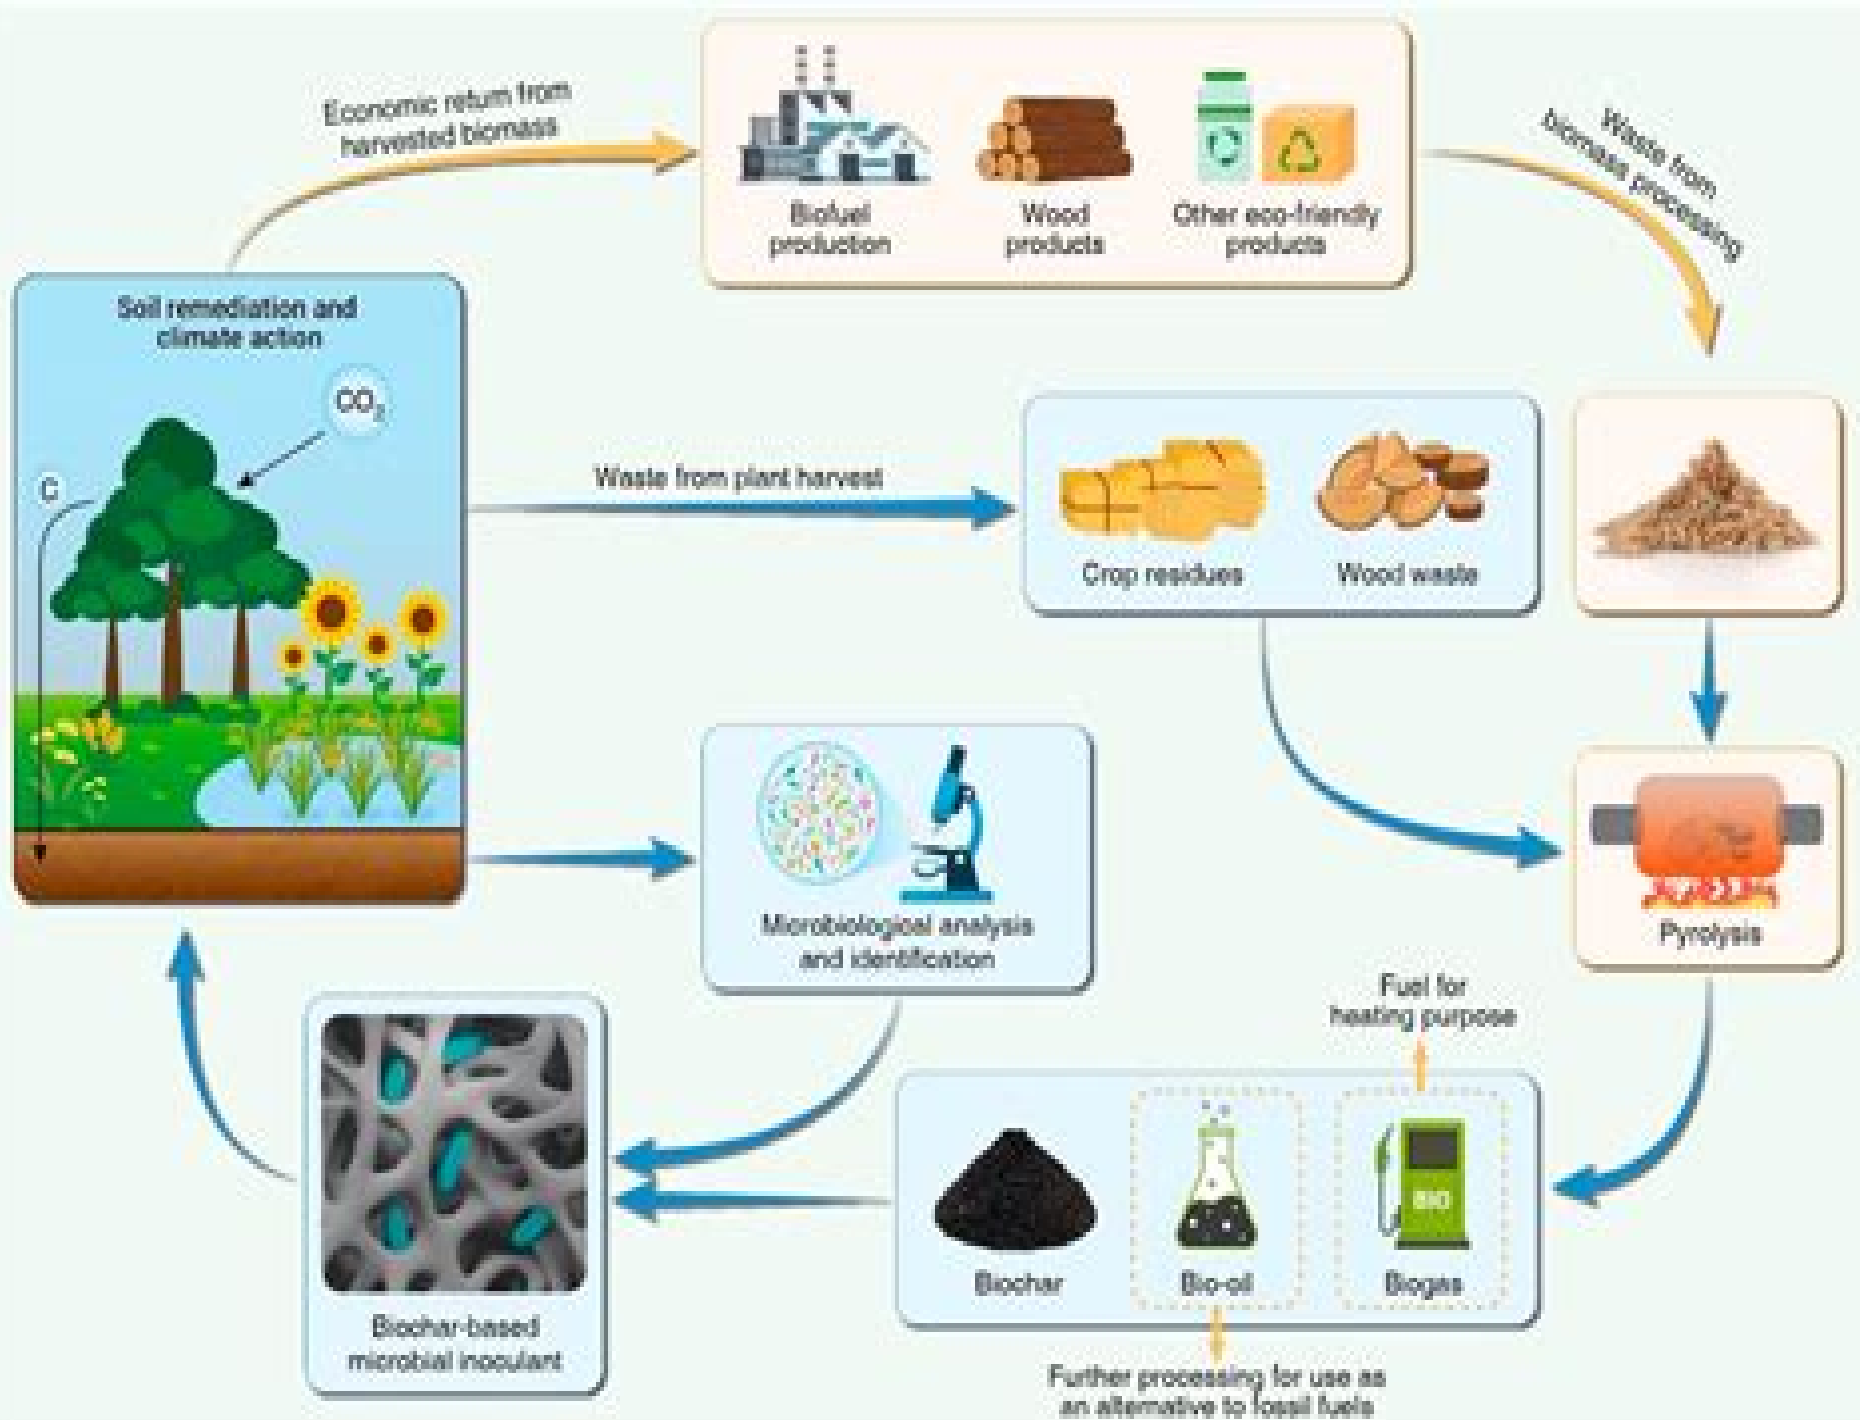 Economic return from
harvested biomass
Biofuel
production
Wood
products
Other eco-friendly
products
Waste from
biomass processing
Soil remediation and
climate action
CO₂
C
Waste from plant harvest
Crop residues
Wood waste
Microbiological analysis
and identification
Pyrolysis
Fuel for
heating purpose
BIO
Biochar
Bio-oil
Biogas
Biochar-based
microbial inoculant
Further processing for use as
an alternative to fossil fuels